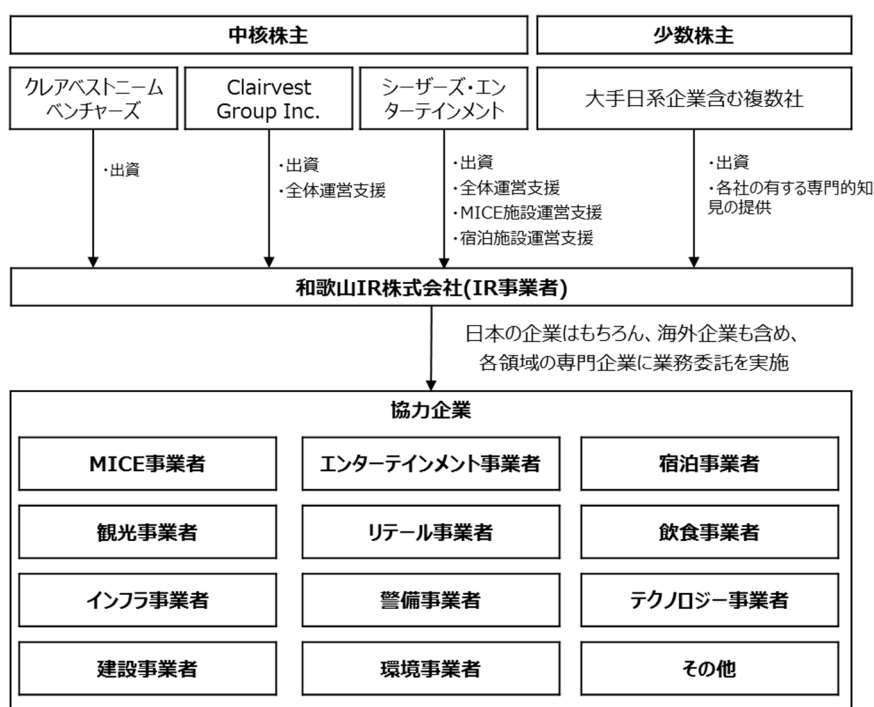 中核株主
少数株主
クレアベストニーム
ベンチャーズ
Clairvest
Group Inc.
シーザーズ・エン
ターテインメント
大手日系企業含む複数社
・出資
・出資
・全体運営支援
・出資
・全体運営支援
・MICE施設運営支援
・宿泊施設運営支援
・出資
・各社の有する専門的知
見の提供
和歌山IR株式会社(IR事業者)
日本の企業はもちろん、海外企業も含め、
各領域の専門企業に業務委託を実施
協力企業
MICE事業者
エンターテインメント事業者
宿泊事業者
観光事業者
リテール事業者
飲食事業者
インフラ事業者
警備事業者
テクノロジー事業者
建設事業者
環境事業者
その他